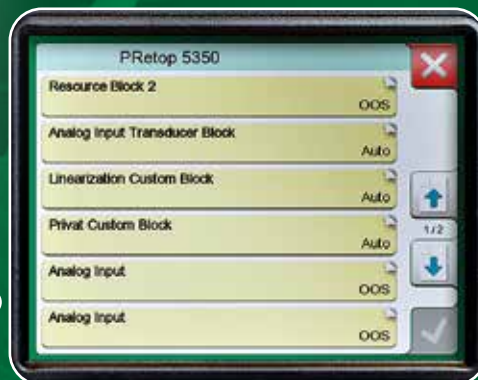 PRetop 5350
Resource Block 2
OOS
Analog Input Transducer Block
Auto
Linearization Custom Block
Auto
Privat Custom Block
Auto
1/2
Analog Input
OOS
Analog Input
OOS